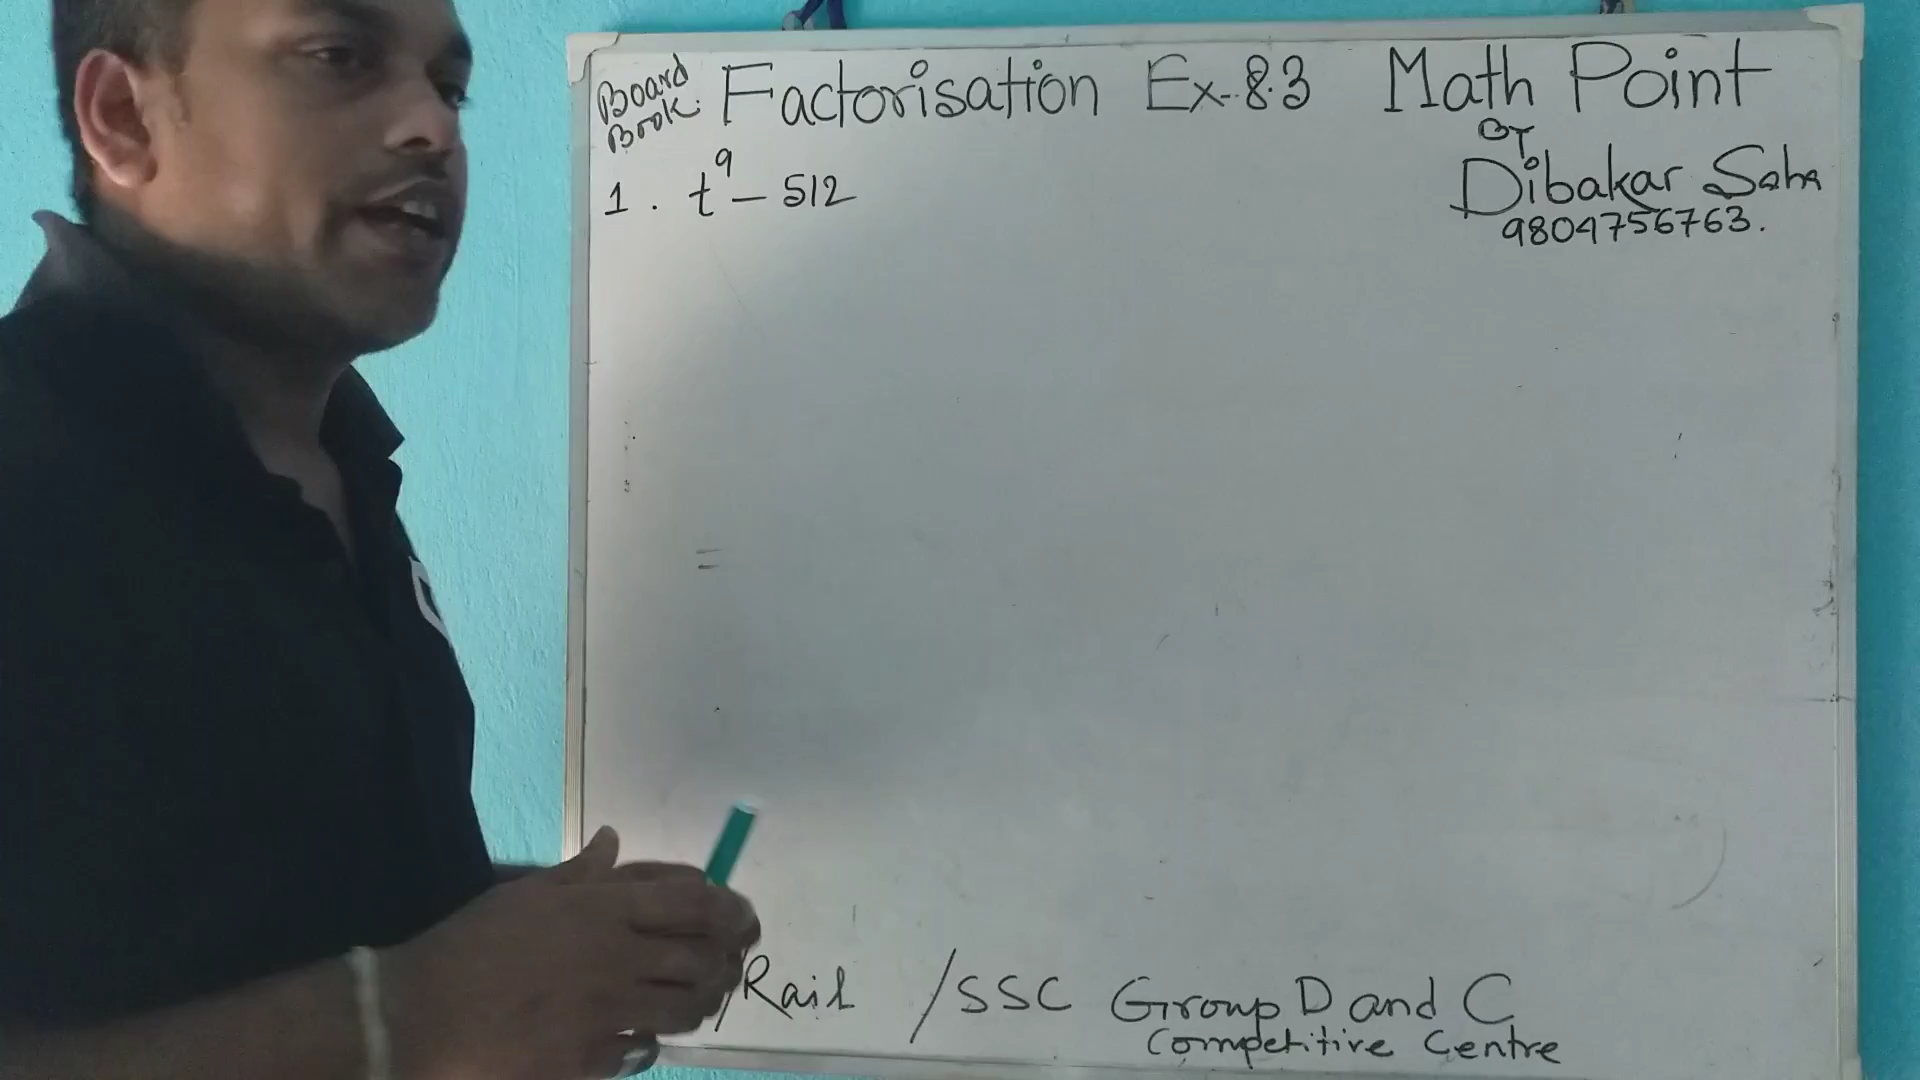 Board Book. Factorisation Ex-8.3 Math Point
By
Dibakar Saha
9804756763.
1. t⁹ - 512
=
/Rail /SSC Group D and C
Competitive Centre